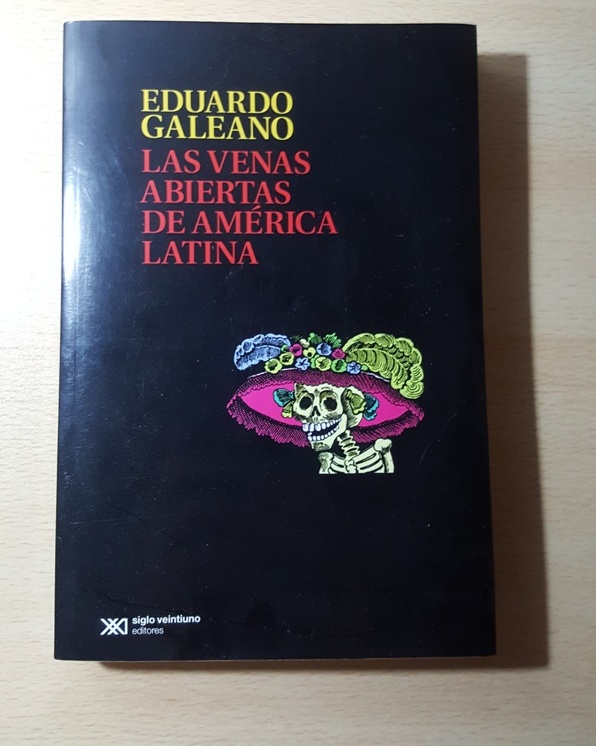 EDUARDO
GALEANO
LAS VENAS
ABIERTAS
DE AMÉRICA
LATINA
siglo veintiuno
editores